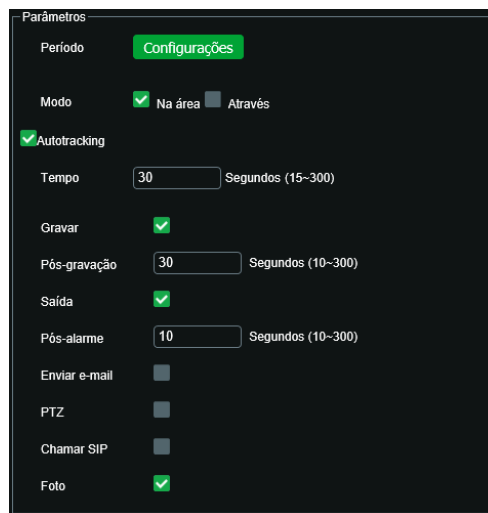 Parâmetros
Período Configurações
Modo Na área Através
Autotracking
Tempo 30 Segundos (15~300)
Gravar
Pós-gravação 30 Segundos (10~300)
Saída
Pós-alarme 10 Segundos (10~300)
Enviar e-mail
PTZ
Chamar SIP
Foto